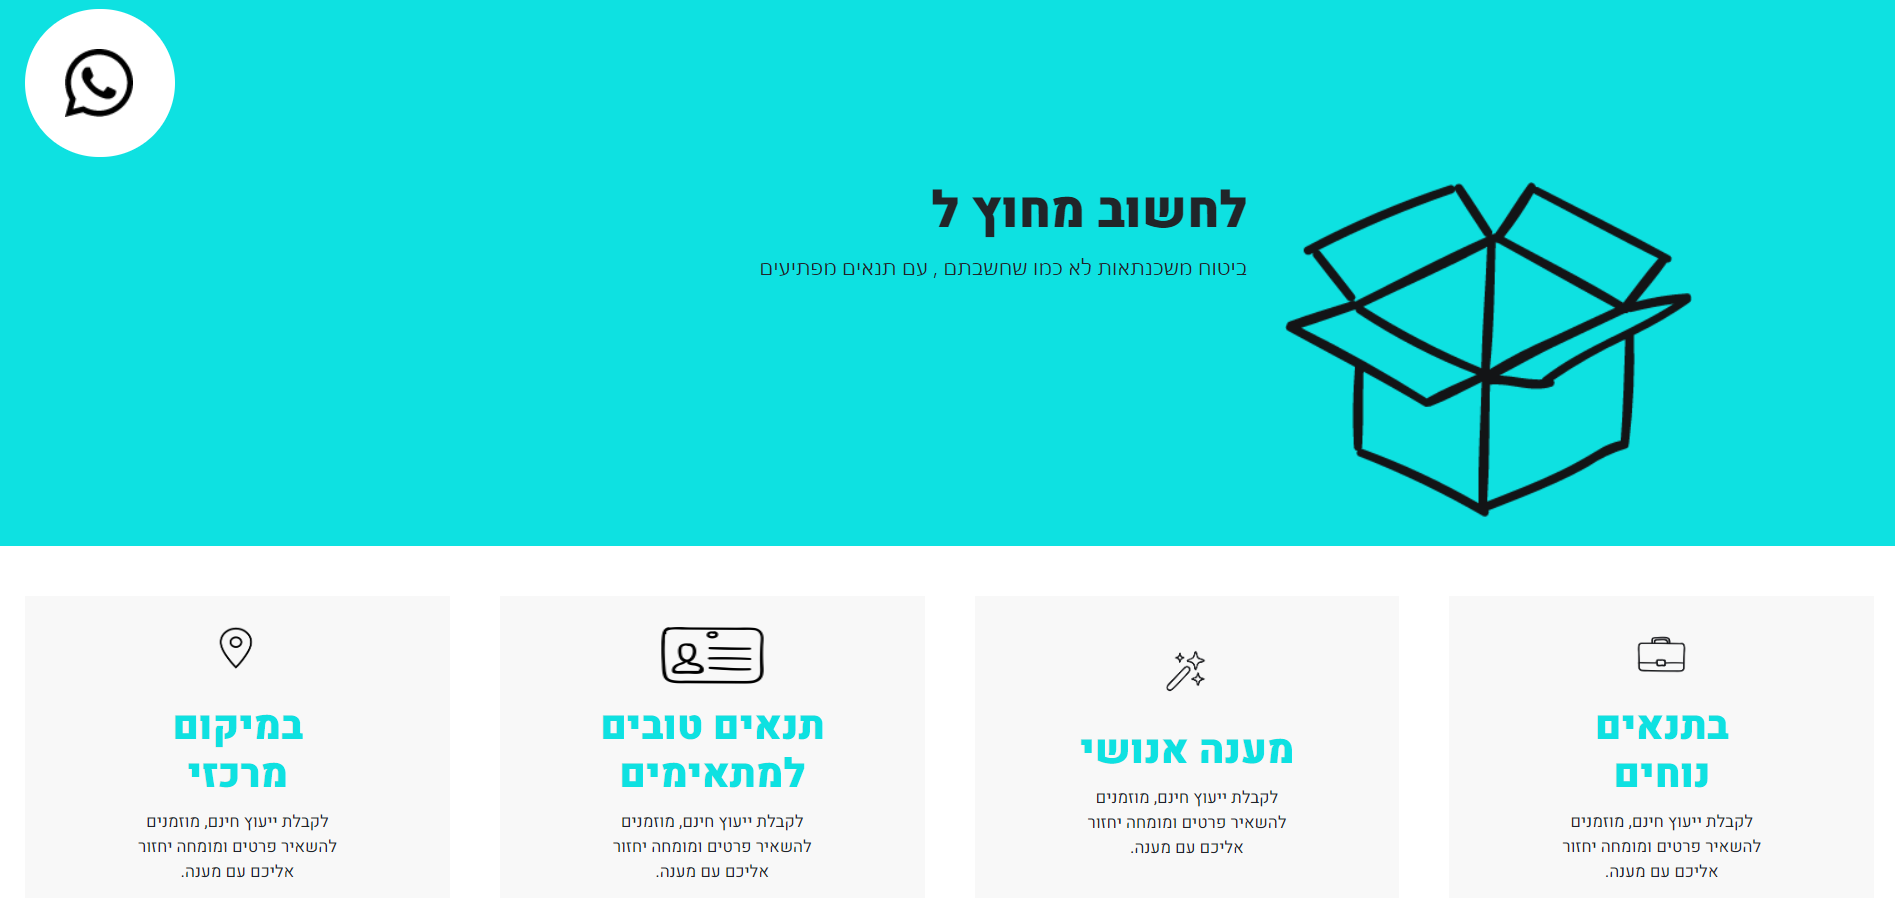 לחשוב מחוץ ל
ביטוח משכנתאות לא כמו שחשבתם , עם תנאים מפתיעים
בתנאים
נוחים
לקבלת ייעוץ חינם, מוזמנים
להשאיר פרטים ומומחה יחזור
אליכם עם מענה.
מענה אנושי
לקבלת ייעוץ חינם, מוזמנים
להשאיר פרטים ומומחה יחזור
אליכם עם מענה.
תנאים טובים
למתאימים
לקבלת ייעוץ חינם, מוזמנים
להשאיר פרטים ומומחה יחזור
אליכם עם מענה.
במיקום
מרכזי
לקבלת ייעוץ חינם, מוזמנים
להשאיר פרטים ומומחה יחזור
אליכם עם מענה.